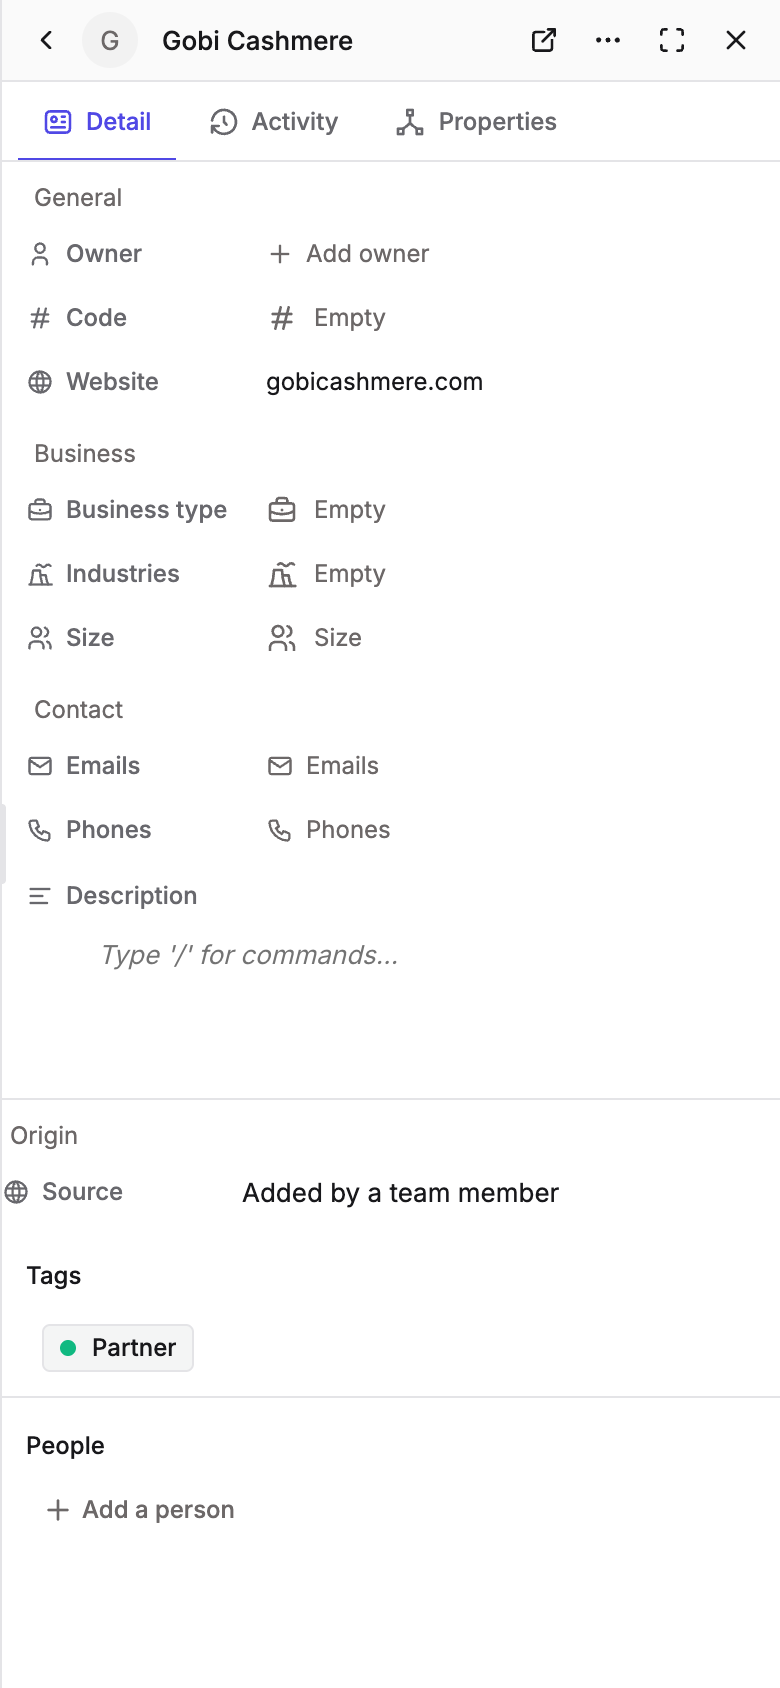 G Gobi Cashmere
Detail Activity Properties
General
Owner Add owner
Code Empty
Website gobicashmere.com
Business
Business type Empty
Industries Empty
Size Size
Contact
Emails Emails
Phones Phones
Description
Type '/' for commands...
Origin
Source Added by a team member
Tags
Partner
People
Add a person